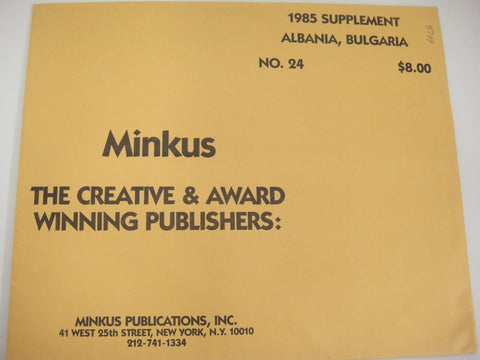 1985 SUPPLEMENT
ALBANIA, BULGARIA
NO. 24 $8.00
Minkus
THE CREATIVE & AWARD
WINNING PUBLISHERS:
MINKUS PUBLICATIONS, INC.
41 WEST 25th STREET, NEW YORK, N.Y. 10010
212-741-1334